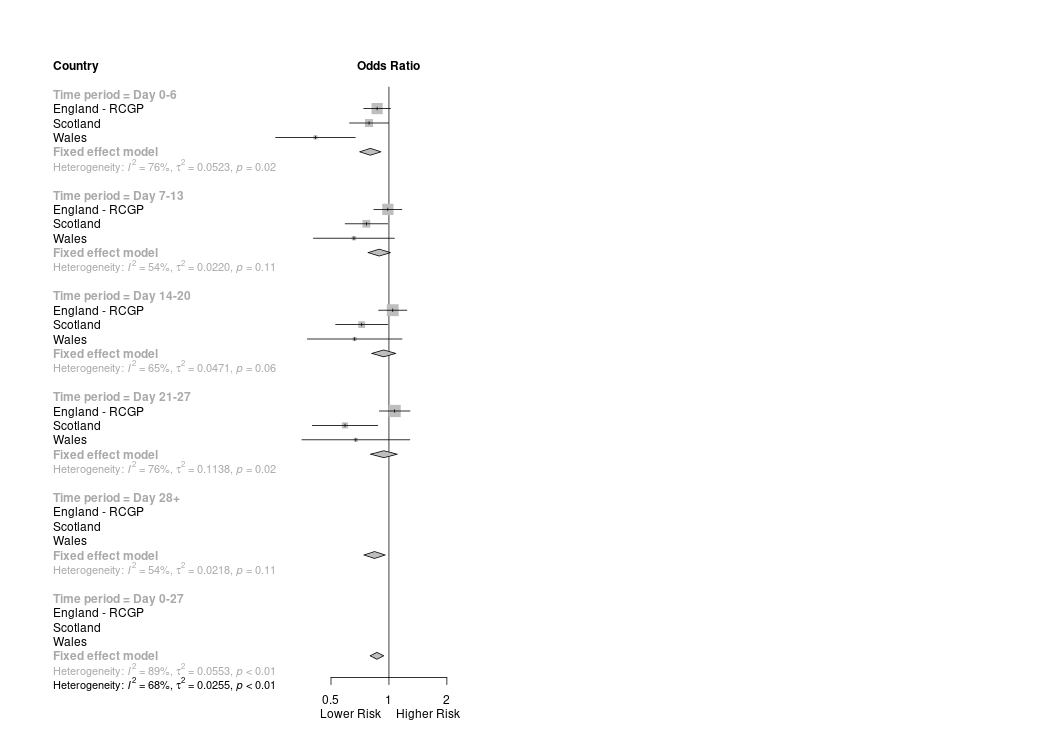 Country Odds Ratio
Time period = Day 0-6
England - RCGP
Scotland
Wales
Fixed effect model
Heterogeneity: I² = 76%, τ² = 0.0523, p = 0.02
Time period = Day 7-13
England - RCGP
Scotland
Wales
Fixed effect model
Heterogeneity: I² = 54%, τ² = 0.0220, p = 0.11
Time period = Day 14-20
England - RCGP
Scotland
Wales
Fixed effect model
Heterogeneity: I² = 65%, τ² = 0.0471, p = 0.06
Time period = Day 21-27
England - RCGP
Scotland
Wales
Fixed effect model
Heterogeneity: I² = 76%, τ² = 0.1138, p = 0.02
Time period = Day 28+
England - RCGP
Scotland
Wales
Fixed effect model
Heterogeneity: I² = 54%, τ² = 0.0218, p = 0.11
Time period = Day 0-27
England - RCGP
Scotland
Wales
Fixed effect model
Heterogeneity: I² = 89%, τ² = 0.0553, p < 0.01
Heterogeneity: I² = 68%, τ² = 0.0255, p < 0.01
0.5 1 2
Lower Risk Higher Risk